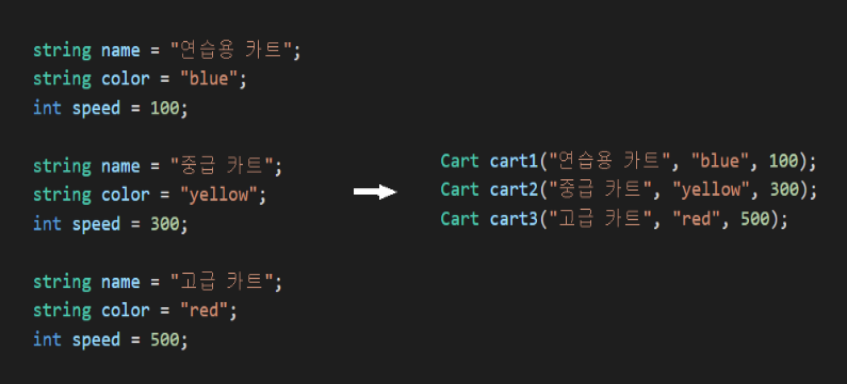 string name = "연습용 카트";
string color = "blue";
int speed = 100;
string name = "중급 카트";
string color = "yellow";
int speed = 300;
string name = "고급 카트";
string color = "red";
int speed = 500;
Cart cart1("연습용 카트", "blue", 100);
Cart cart2("중급 카트", "yellow", 300);
Cart cart3("고급 카트", "red", 500);